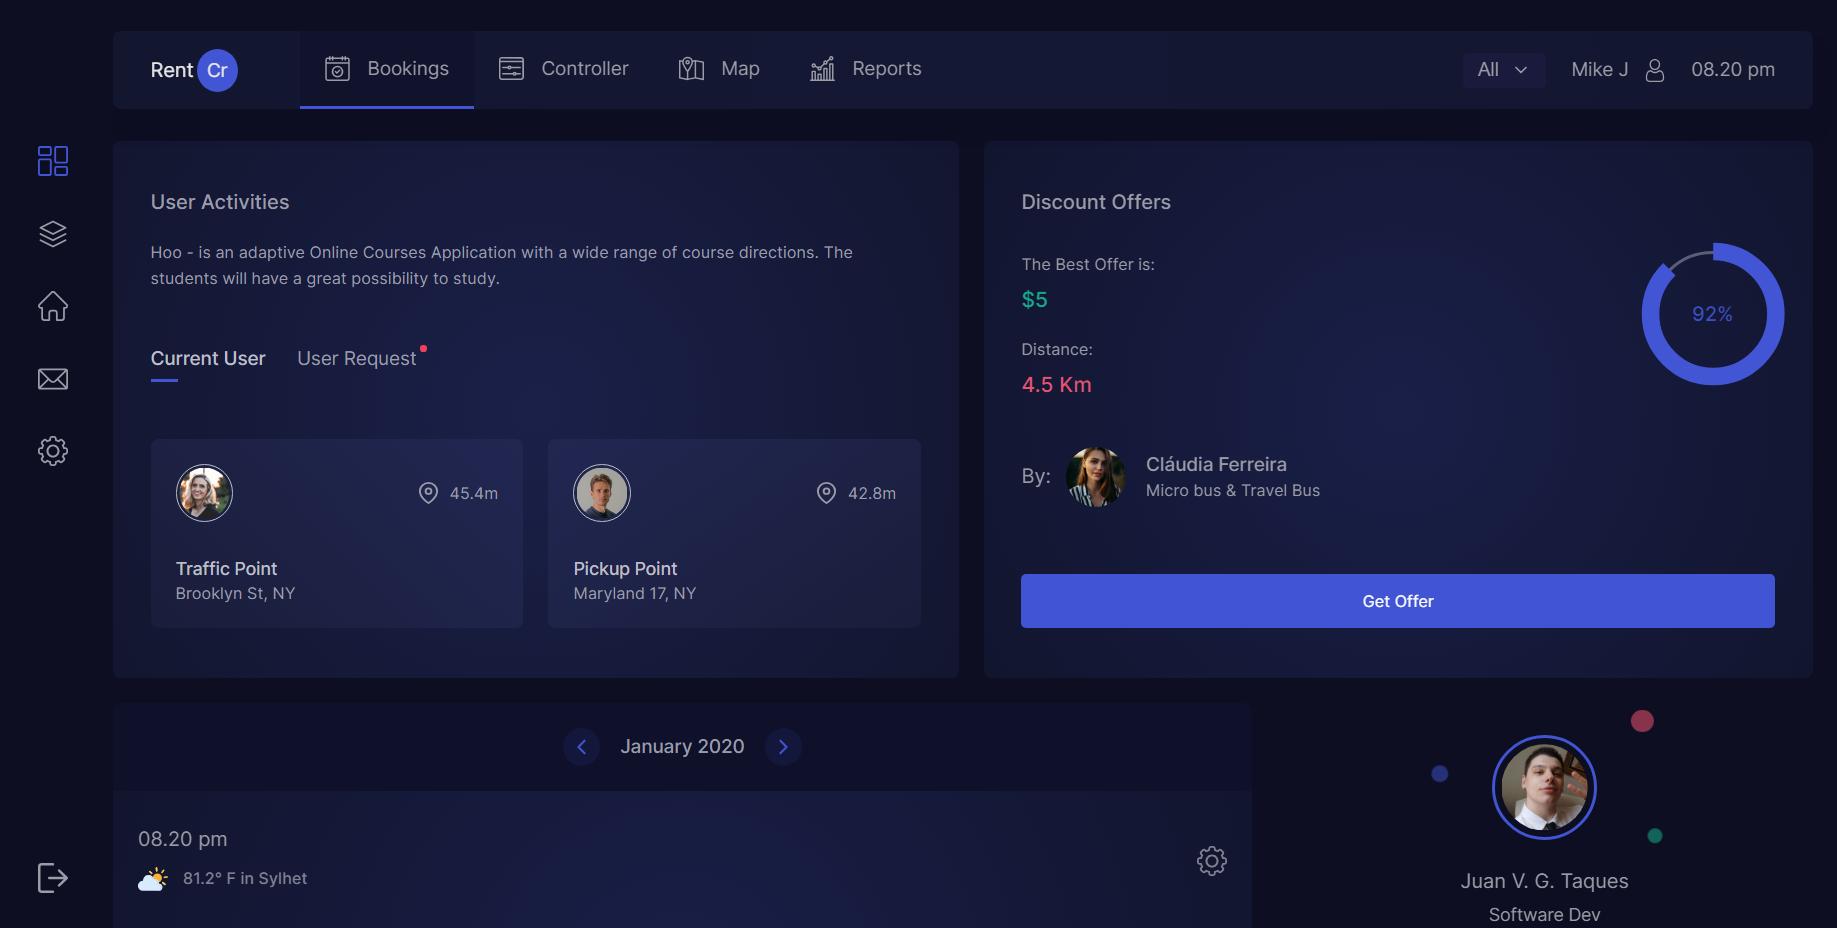 Rent Cr
Bookings
Controller
Map
Reports
All
Mike J
08.20 pm
User Activities
Hoo - is an adaptive Online Courses Application with a wide range of course directions. The
students will have a great possibility to study.
Current User
User Request
45.4m
Traffic Point
Brooklyn St, NY
42.8m
Pickup Point
Maryland 17, NY
Discount Offers
The Best Offer is:
$5
Distance:
4.5 Km
92%
By:
Cláudia Ferreira
Micro bus & Travel Bus
Get Offer
January 2020
08.20 pm
81.2° F in Sylhet
Juan V. G. Taques
Software Dev